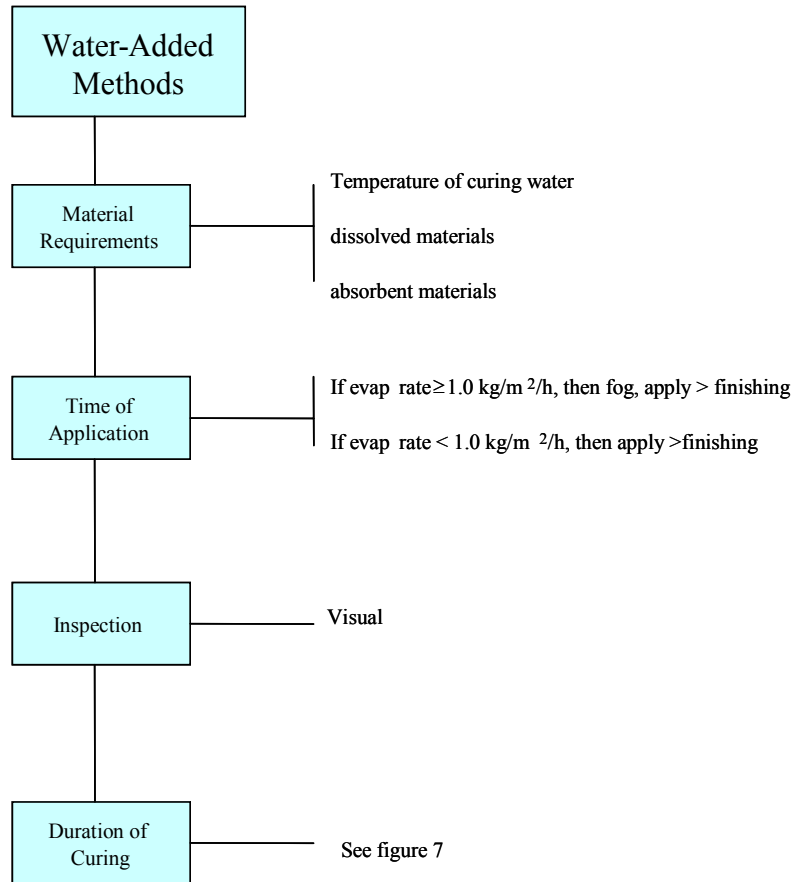 Water-Added
Methods
Material
Requirements
Temperature of curing water
dissolved materials
absorbent materials
Time of
Application
If evap rate≥1.0 kg/m 2/h, then fog, apply > finishing
If evap rate < 1.0 kg/m 2/h, then apply >finishing
Inspection
Visual
Duration of
Curing
See figure 7